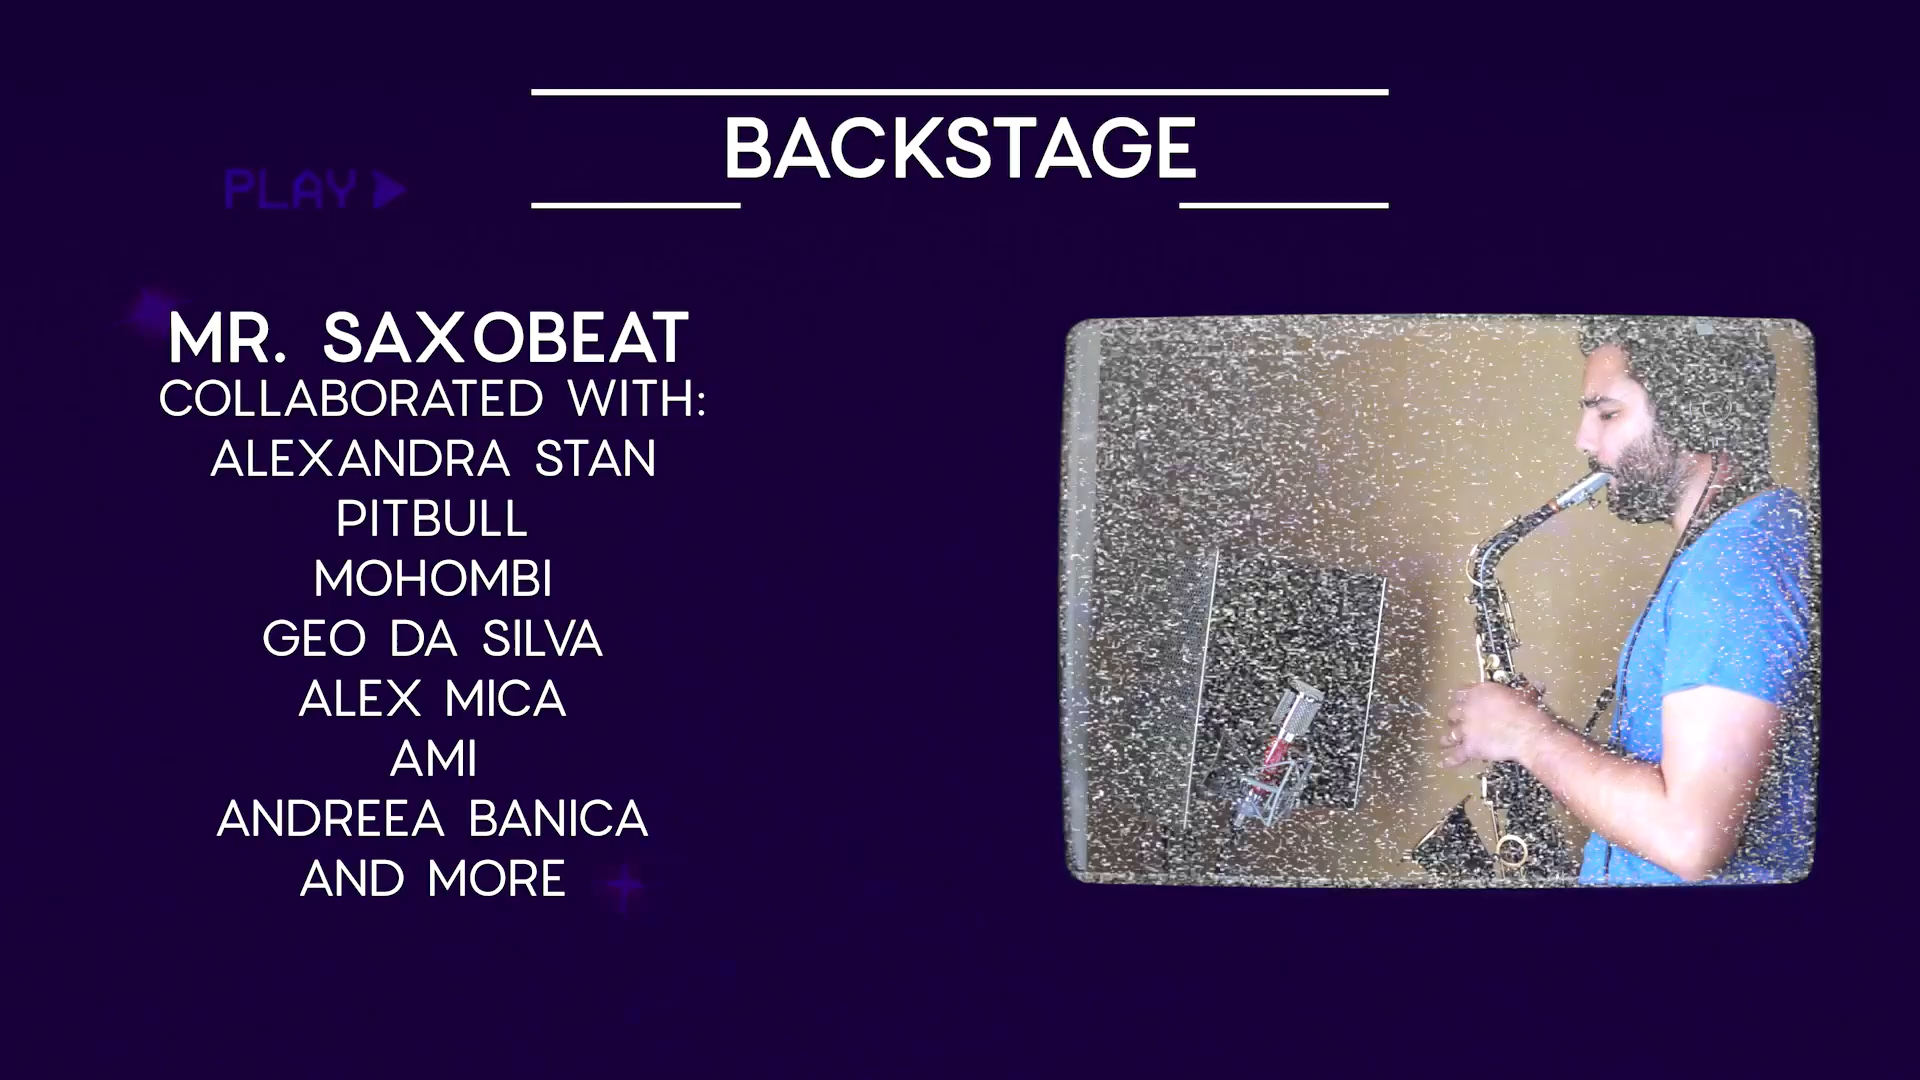 BACKSTAGE
PLAY
MR. SAXOBEAT
COLLABORATED WITH:
ALEXANDRA STAN
PITBULL
MOHOMBI
GEO DA SILVA
ALEX MICA
AMI
ANDREEA BANICA
AND MORE